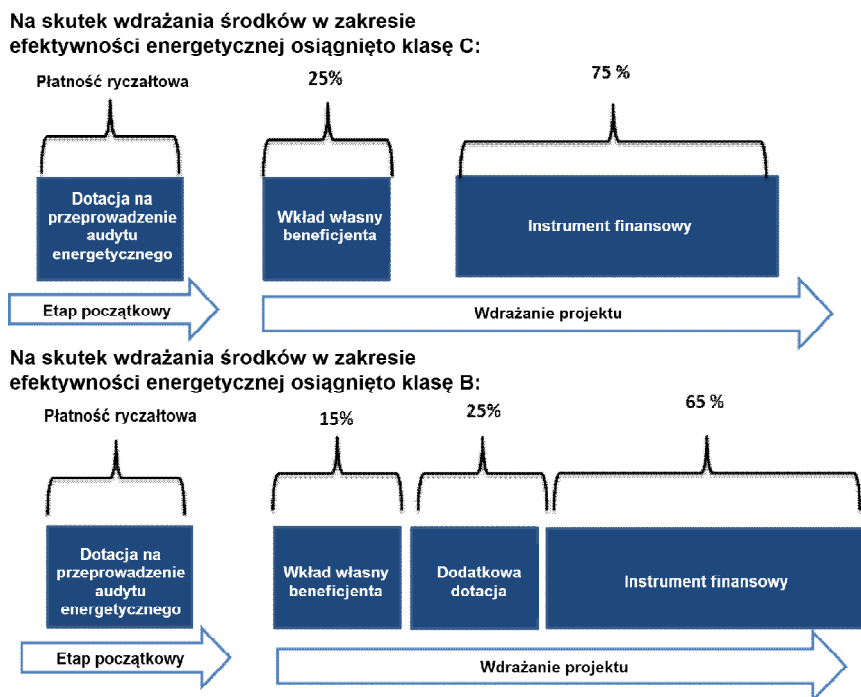 Na skutek wdrażania środków w zakresie
efektywności energetycznej osiągnięto klasę C:
Płatność ryczałtowa
25%
75 %
Dotacja na
przeprowadzenie
audytu
energetycznego
Wkład własny
beneficjenta
Instrument finansowy
Etap początkowy
Wdrażanie projektu
Na skutek wdrażania środków w zakresie
efektywności energetycznej osiągnięto klasę B:
Płatność ryczałtowa
15%
25%
65 %
Dotacja na
przeprowadzenie
audytu
energetycznego
Wkład własny
beneficjenta
Dodatkowa
dotacja
Instrument finansowy
Etap początkowy
Wdrażanie projektu